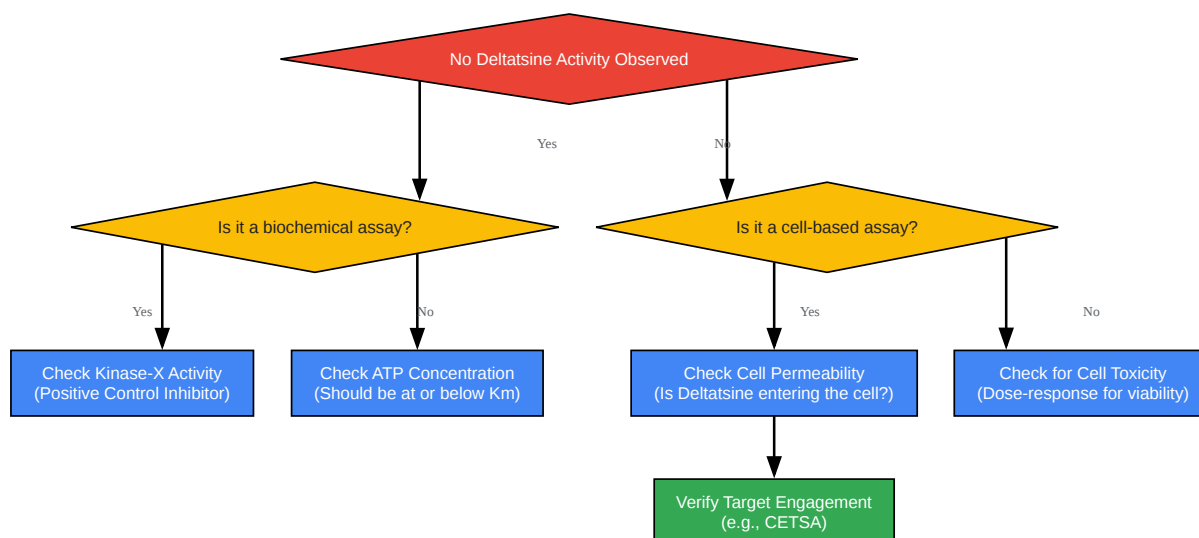 No Deltatsine Activity Observed
Yes
No
Is it a biochemical assay?
Is it a cell-based assay?
Yes
No
Yes
No
Check Kinase-X Activity
(Positive Control Inhibitor)
Check ATP Concentration
(Should be at or below Km)
Check Cell Permeability
(Is Deltatsine entering the cell?)
Check for Cell Toxicity
(Dose-response for viability)
Verify Target Engagement
(e.g., CETSA)